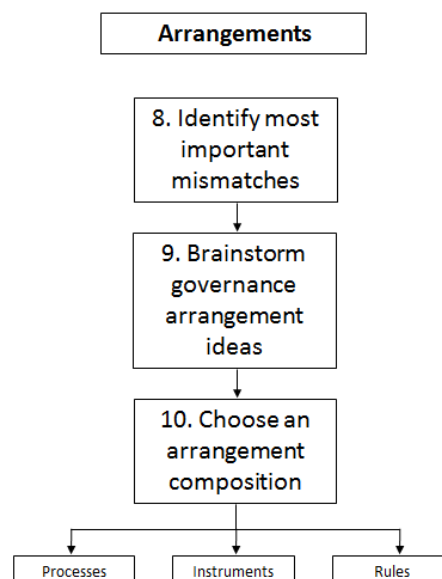 Arrangements
8. Identify most
important
mismatches
9. Brainstorm
governance
arrangement
ideas
10. Choose an
arrangement
composition
Processes
Instruments
Rules